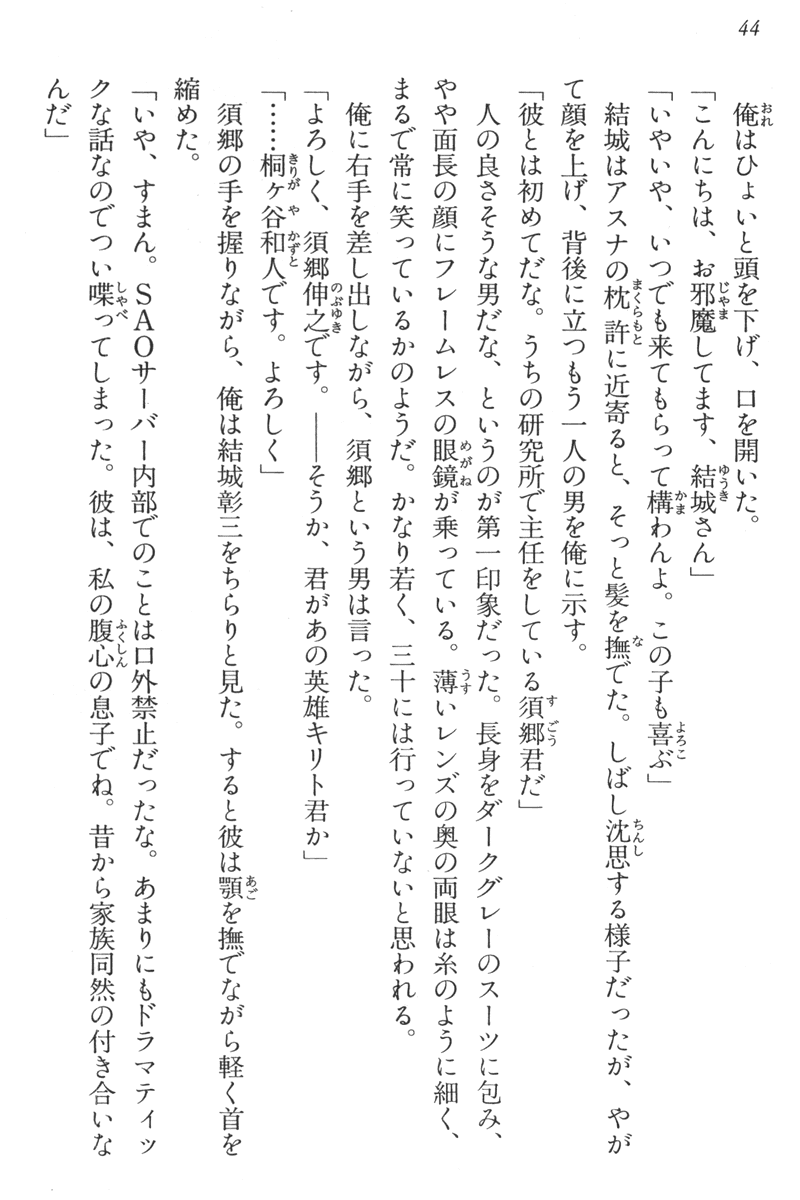 44
俺はひょいと頭を下げ、口を開いた。
「こんにちは、お邪魔してます、結城さん」
「いやいや、いつでも来てもらって構わんよ。この子も喜ぶ」
結城はアスナの枕許に近寄ると、そっと髪を撫でた。しばし沈思する様子だったが、やが
て顔を上げ、背後に立つもう一人の男を俺に示す。
「彼とは初めてだな。うちの研究所で主任をしている須郷君だ」
人の良さそうな男だな、というのが第一印象だった。長身をダークグレーのスーツに包み、
やや面長の顔にフレームレスの眼鏡が乗っている。薄いレンズの奥の両眼は糸のように細く、
まるで常に笑っているかのようだ。かなり若く、三十には行っていないと思われる。
俺に右手を差し出しながら、須郷という男は言った。
「よろしく、須郷伸之です。――そうか、君があの英雄キリト君か」
「……桐ヶ谷和人です。よろしく」
須郷の手を握りながら、俺は結城彰三をちらりと見た。すると彼は顎を撫でながら軽く首を
縮めた。
「いや、すまん。SAOサーバー内部でのことは口外禁止だったな。あまりにもドラマティッ
クな話なのでつい喋ってしまった。彼は、私の腹心の息子でね。昔から家族同然の付き合いな
んだ」